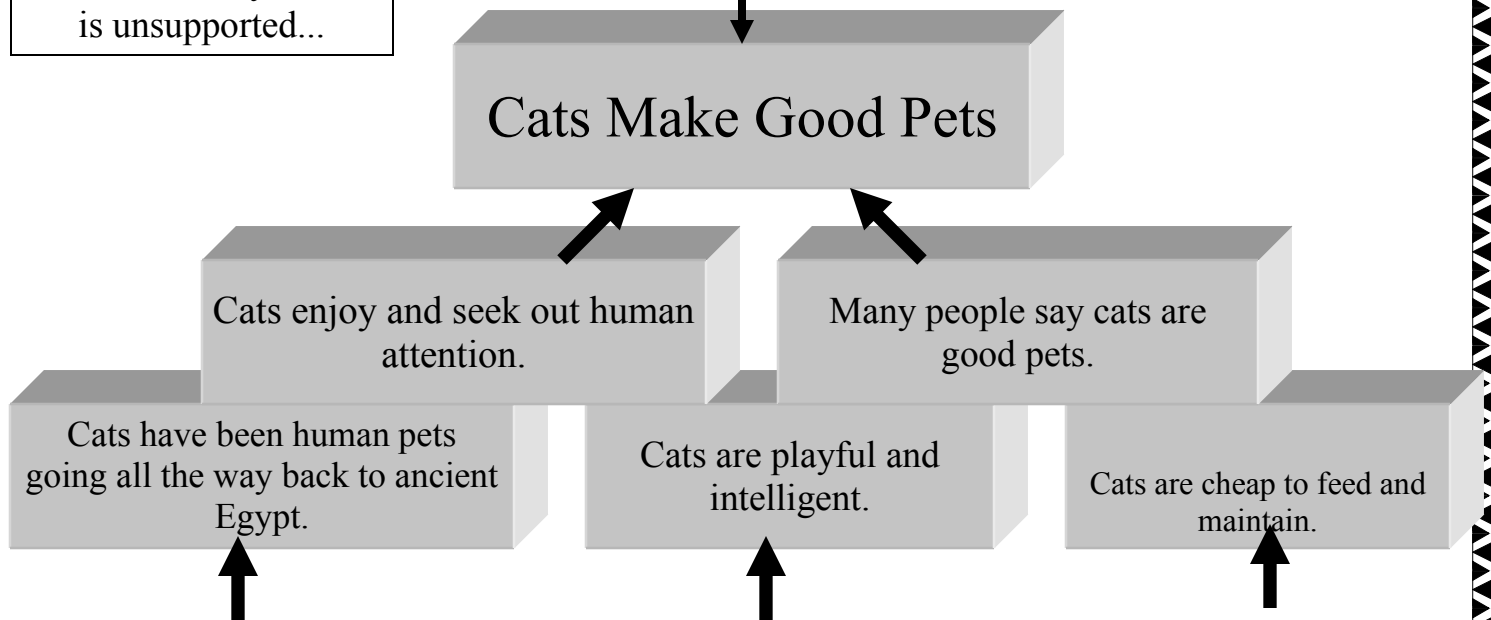 is unsupported...
Cats Make Good Pets
Cats enjoy and seek out human
attention.
Many people say cats are
good pets.
Cats have been human pets
going all the way back to ancient
Egypt.
Cats are playful and
intelligent.
Cats are cheap to feed and
maintain.